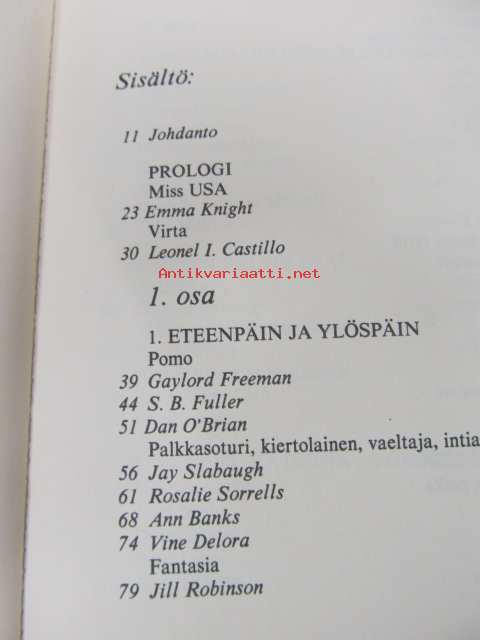 Sisältö:
11 Johdanto
PROLOGI
Miss USA
23 Emma Knight
Virta
30 Leonel I. Castillo
Antikvariaatti.net
1. osa
1. ETEENPÄIN JA YLÖSPÄIN
Pomo
39 Gaylord Freeman
44 S. B. Fuller
51 Dan O'Brian
Palkkasoturi, kiertolainen, vaeltaja, intia
56 Jay Slabaugh
61 Rosalie Sorrells
68 Ann Banks
74 Vine Delora
Fantasia
79 Jill Robinson